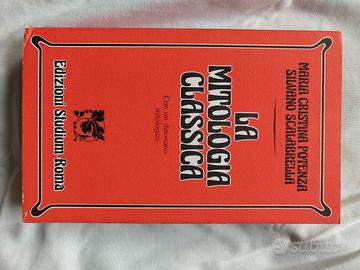 MARIA CRISTINA POTENZA
SILVANO SCALABRELLA
LA
MITOLOGIA
CLASSICA
Con un dizionario
mitologico
Edizioni Studium·Roma
subito